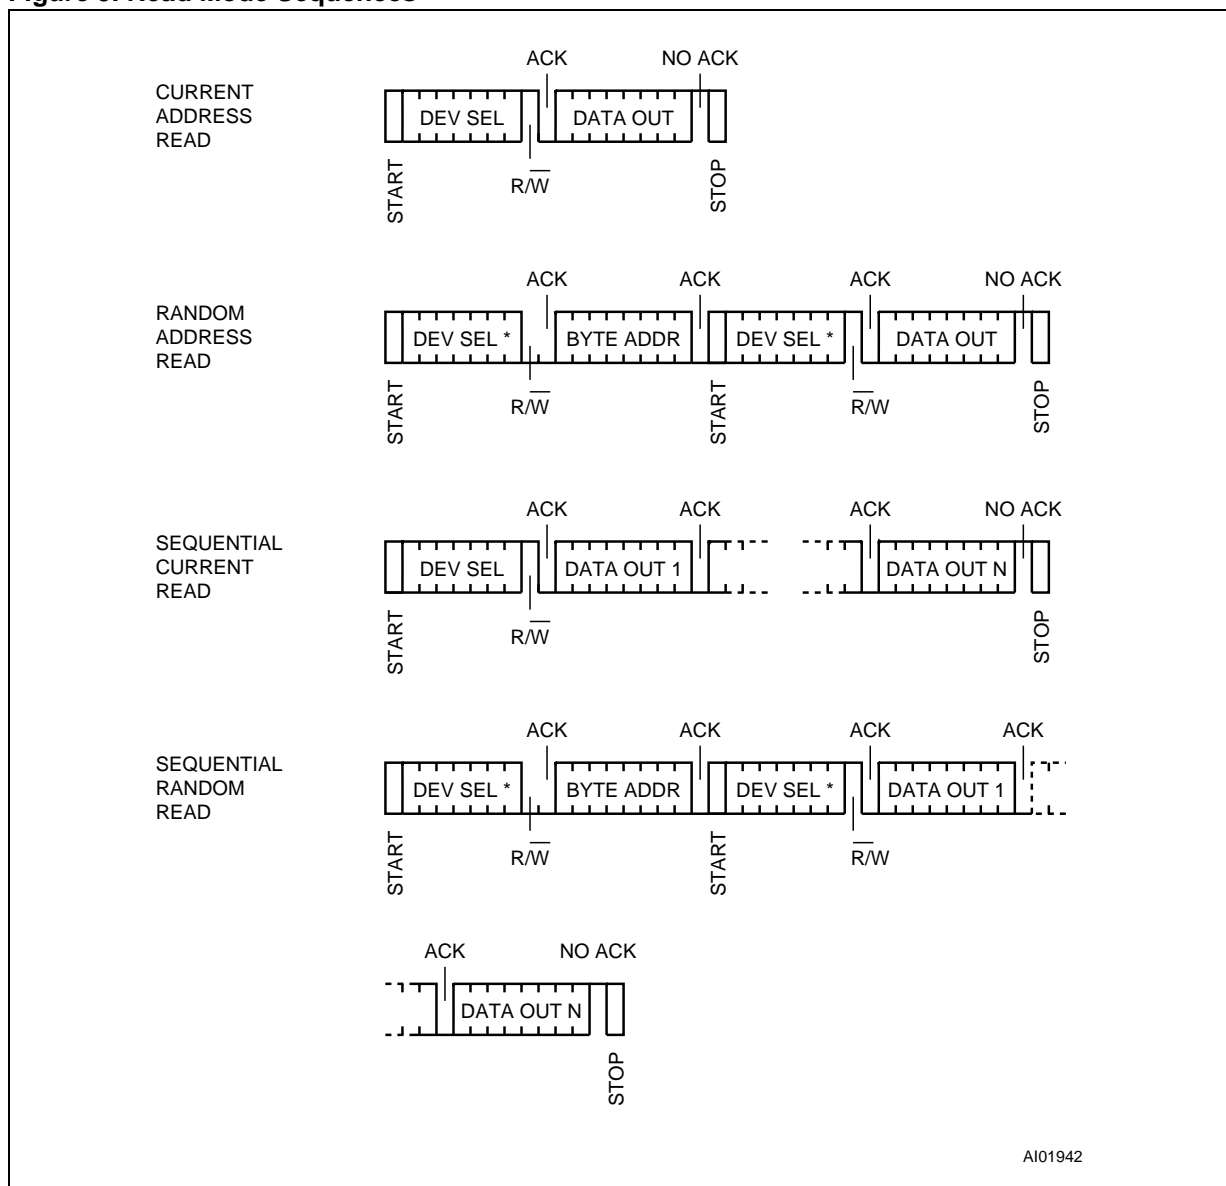 Figure Read Mode Sequences
ACK NO ACK
CURRENT
ADDRESS
READ
DEV SEL DATA OUT
START R/W̅ STOP
ACK ACK ACK NO ACK
RANDOM
ADDRESS
READ
DEV SEL * BYTE ADDR DEV SEL * DATA OUT
START R/W̅ START R̅/W STOP
ACK ACK ACK NO ACK
SEQUENTIAL
CURRENT
READ
DEV SEL DATA OUT 1 DATA OUT N
START R/W̅ STOP
ACK ACK ACK ACK
SEQUENTIAL
RANDOM
READ
DEV SEL * BYTE ADDR DEV SEL * DATA OUT 1
START R/W̅ START R̅/W
ACK NO ACK
DATA OUT N
STOP
AI01942